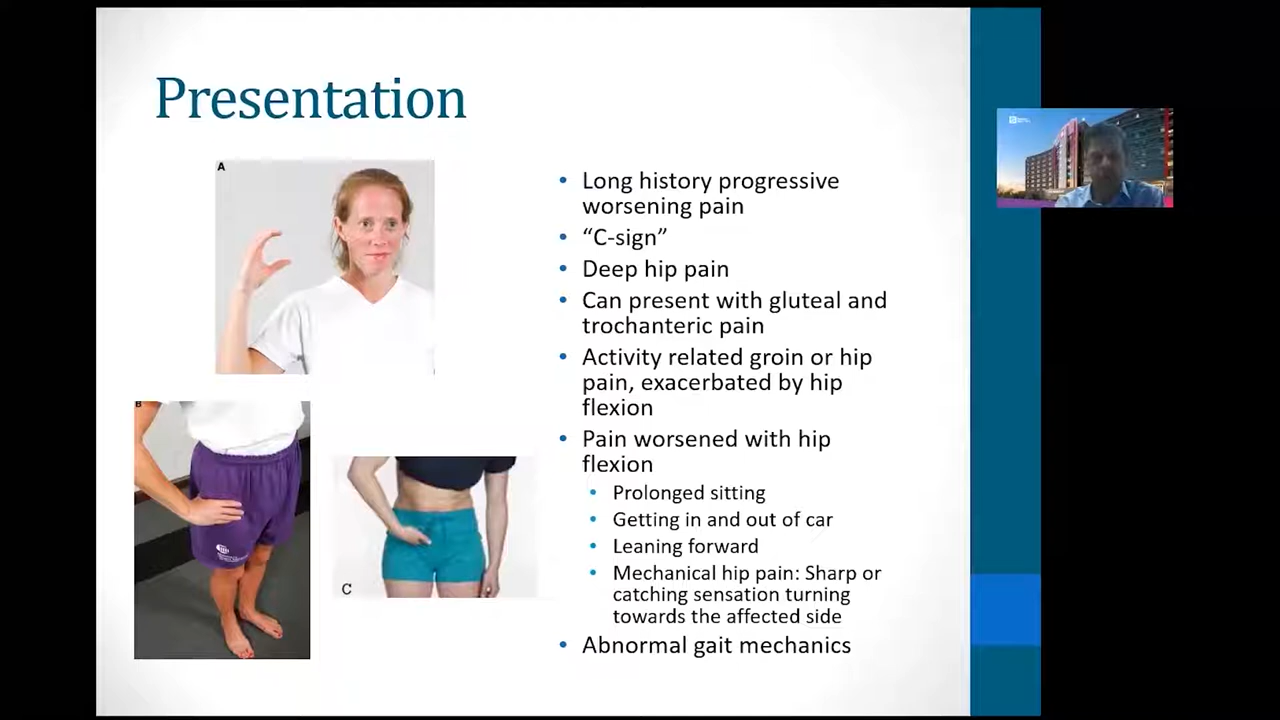 Presentation
A
B
C
• Long history progressive
worsening pain
• “C-sign”
• Deep hip pain
• Can present with gluteal and
trochanteric pain
• Activity related groin or hip
pain, exacerbated by hip
flexion
• Pain worsened with hip
flexion
• Prolonged sitting
• Getting in and out of car
• Leaning forward
• Mechanical hip pain: Sharp or
catching sensation turning
towards the affected side
• Abnormal gait mechanics